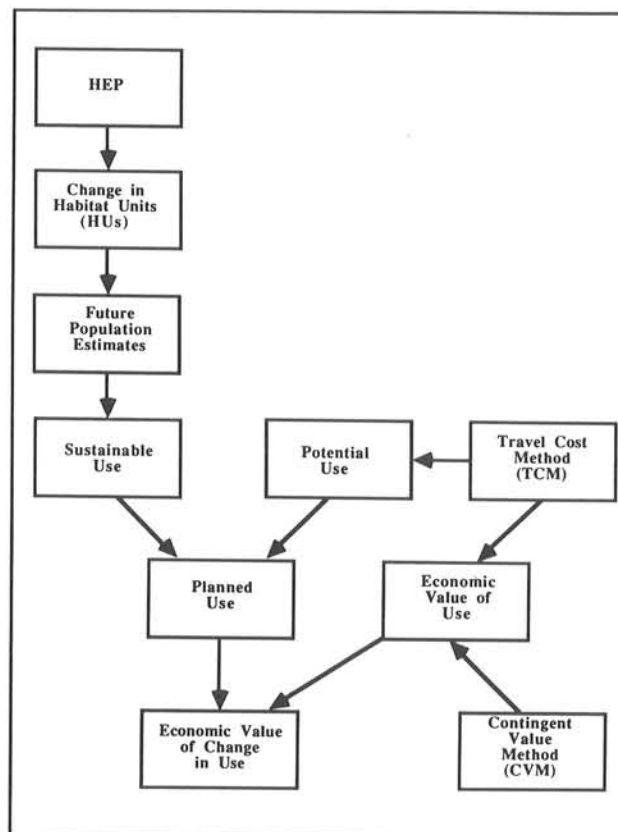 HEP
Change in
Habitat Units
(HUs)
Future
Population
Estimates
Sustainable
Use
Potential
Use
Travel Cost
Method
(TCM)
Planned
Use
Economic
Value of
Use
Economic Value
of Change
in Use
Contingent
Value
Method
(CVM)